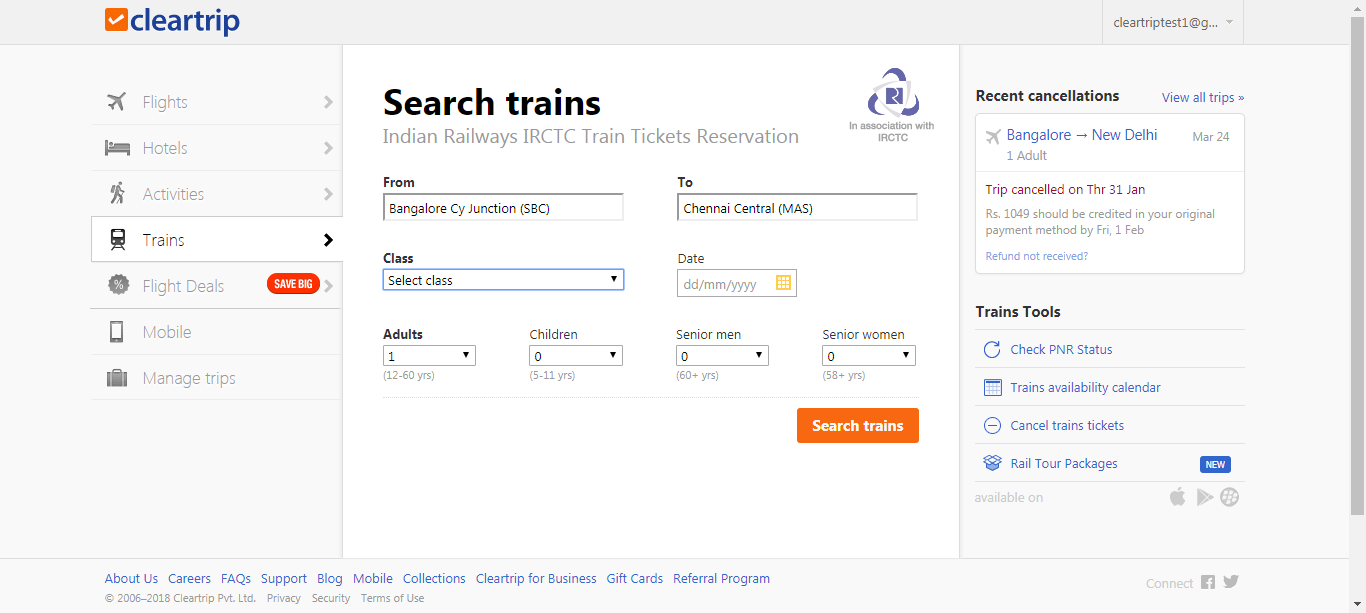 cleartrip
cleartriptest1@g...
Flights
Hotels
Activities
Trains
Flight Deals SAVE BIG
Mobile
Manage trips
Search trains
Indian Railways IRCTC Train Tickets Reservation
In association with
IRCTC
From To
Bangalore Cy Junction (SBC) Chennai Central (MAS)
Class Date
Select class dd/mm/yyyy
Adults Children Senior men Senior women
1 0 0 0
(12-60 yrs) (5-11 yrs) (60+ yrs) (58+ yrs)
Search trains
Recent cancellations View all trips »
Bangalore → New Delhi Mar 24
1 Adult
Trip cancelled on Thr 31 Jan
Rs. 1049 should be credited in your original
payment method by Fri, 1 Feb
Refund not received?
Trains Tools
Check PNR Status
Trains availability calendar
Cancel trains tickets
Rail Tour Packages NEW
available on
About Us Careers FAQs Support Blog Mobile Collections Cleartrip for Business Gift Cards Referral Program
© 2006–2018 Cleartrip Pvt. Ltd. Privacy Security Terms of Use
Connect